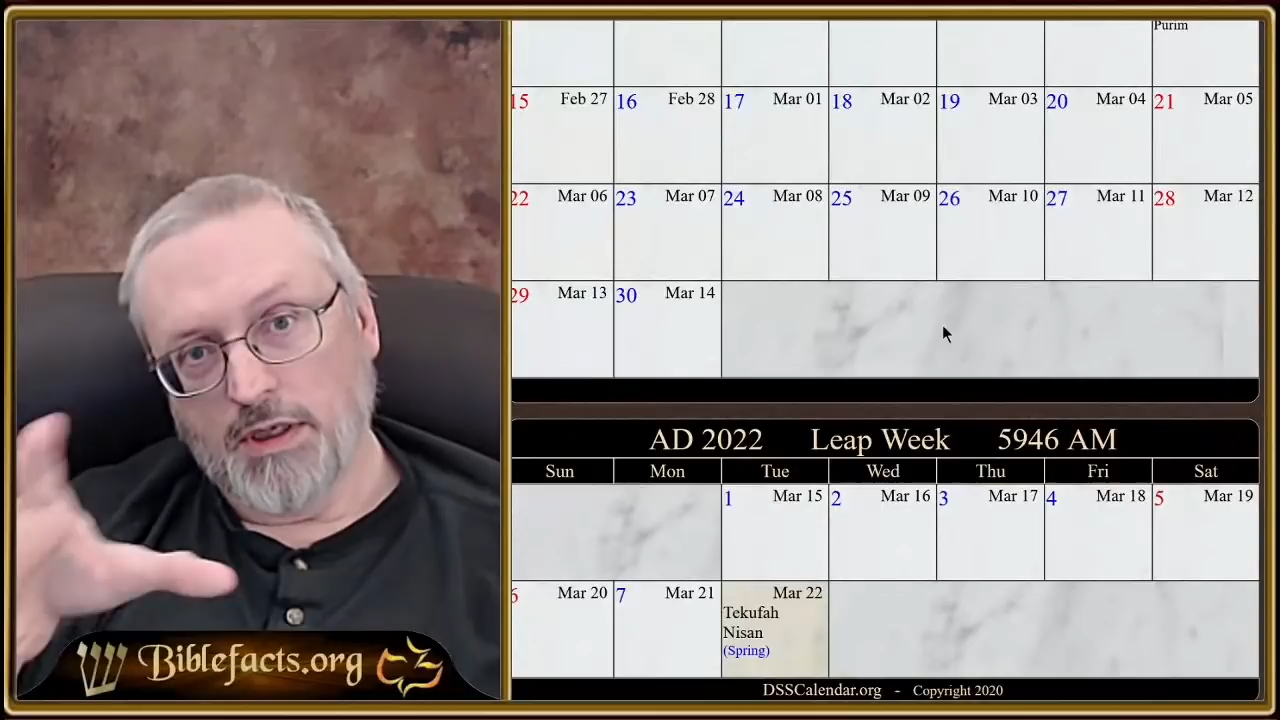 Purim
15 Feb 27 16 Feb 28 17 Mar 01 18 Mar 02 19 Mar 03 20 Mar 04 21 Mar 05
22 Mar 06 23 Mar 07 24 Mar 08 25 Mar 09 26 Mar 10 27 Mar 11 28 Mar 12
29 Mar 13 30 Mar 14
AD 2022 Leap Week 5946 AM
Sun Mon Tue Wed Thu Fri Sat
1 Mar 15 2 Mar 16 3 Mar 17 4 Mar 18 5 Mar 19
6 Mar 20 7 Mar 21 Mar 22
Tekufah
Nisan
(Spring)
DSSCalendar.org - Copyright 2020
Biblefacts.org